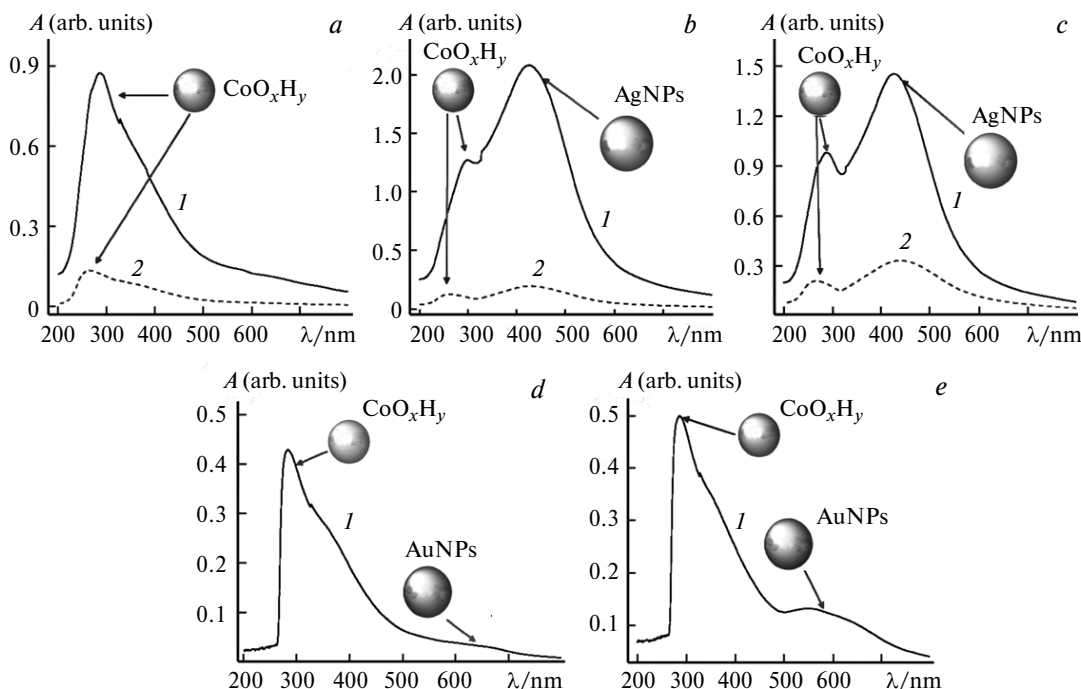 A (arb. units) a
0.9
0.6
0.3
0
CoOxHy
1
2
200 300 400 500 600 λ/nm
A (arb. units) b
2.0
1.5
1.0
0.5
0
CoOxHy
AgNPs
1
2
200 300 400 500 600 λ/nm
A (arb. units) c
1.5
1.2
0.9
0.6
0.3
CoOxHy
AgNPs
1
2
200 300 400 500 600 λ/nm
A (arb. units) d
0.5
0.4
0.3
0.2
0.1
CoOxHy
1
AuNPs
200 300 400 500 600 λ/nm
A (arb. units) e
0.5
0.4
0.3
0.2
0.1
CoOxHy
1
AuNPs
200 300 400 500 600 λ/nm